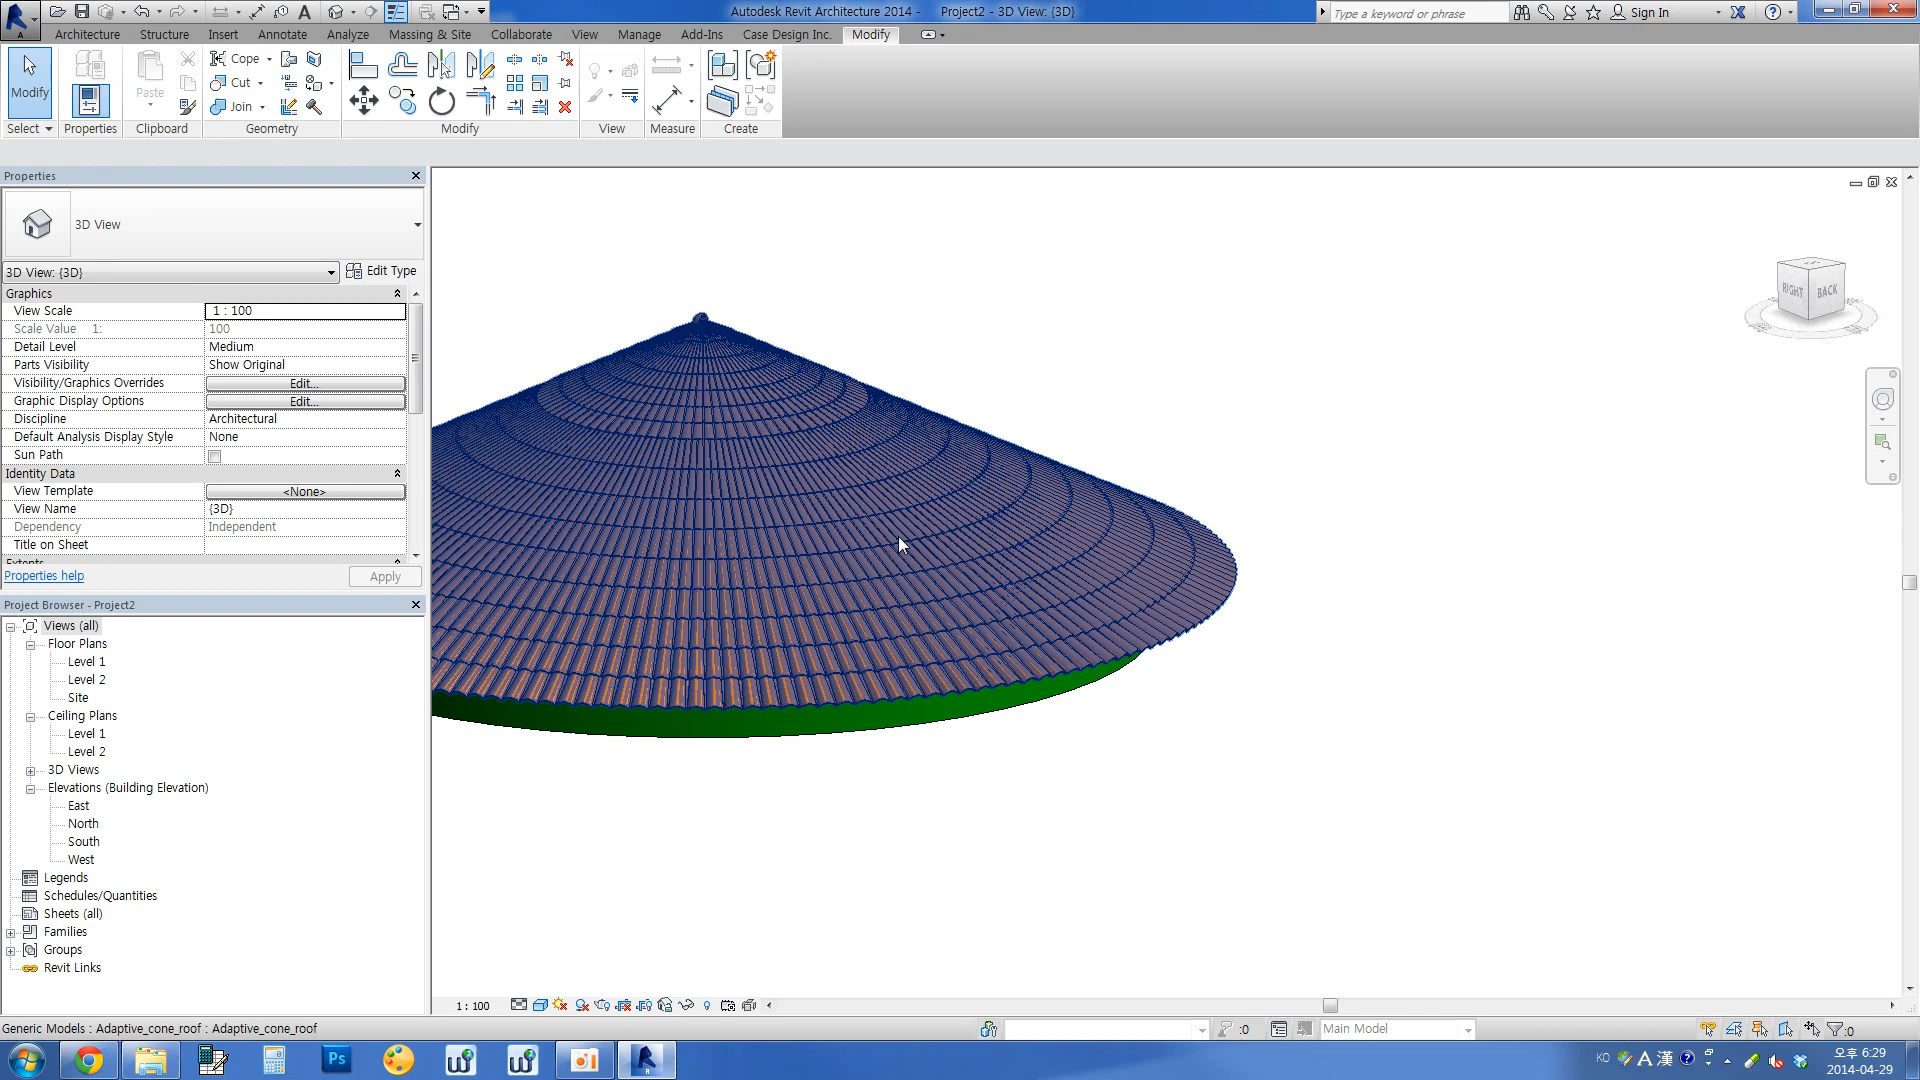 Autodesk Revit Architecture 2014 - Project2 - 3D View: {3D}
Type a keyword or phrase
Sign In
Architecture Structure Insert Annotate Analyze Massing & Site Collaborate View Manage Add-Ins Case Design Inc. Modify
Modify
Paste
Cope
Cut
Join
Select Properties Clipboard Geometry Modify View Measure Create
Properties
3D View
3D View: {3D} Edit Type
Graphics
View Scale 1 : 100
Scale Value 1: 100
Detail Level Medium
Parts Visibility Show Original
Visibility/Graphics Overrides Edit...
Graphic Display Options Edit...
Discipline Architectural
Default Analysis Display Style None
Sun Path
Identity Data
View Template <None>
View Name {3D}
Dependency Independent
Title on Sheet
Extents
Properties help Apply
Project Browser - Project2
Views (all)
Floor Plans
Level 1
Level 2
Site
Ceiling Plans
Level 1
Level 2
3D Views
Elevations (Building Elevation)
East
North
South
West
Legends
Schedules/Quantities
Sheets (all)
Families
Groups
Revit Links
RIGHT BACK
1 : 100
Generic Models : Adaptive_cone_roof : Adaptive_cone_roof
:0
Main Model
:0
Ps
KO A 漢
오후 6:29
2014-04-29